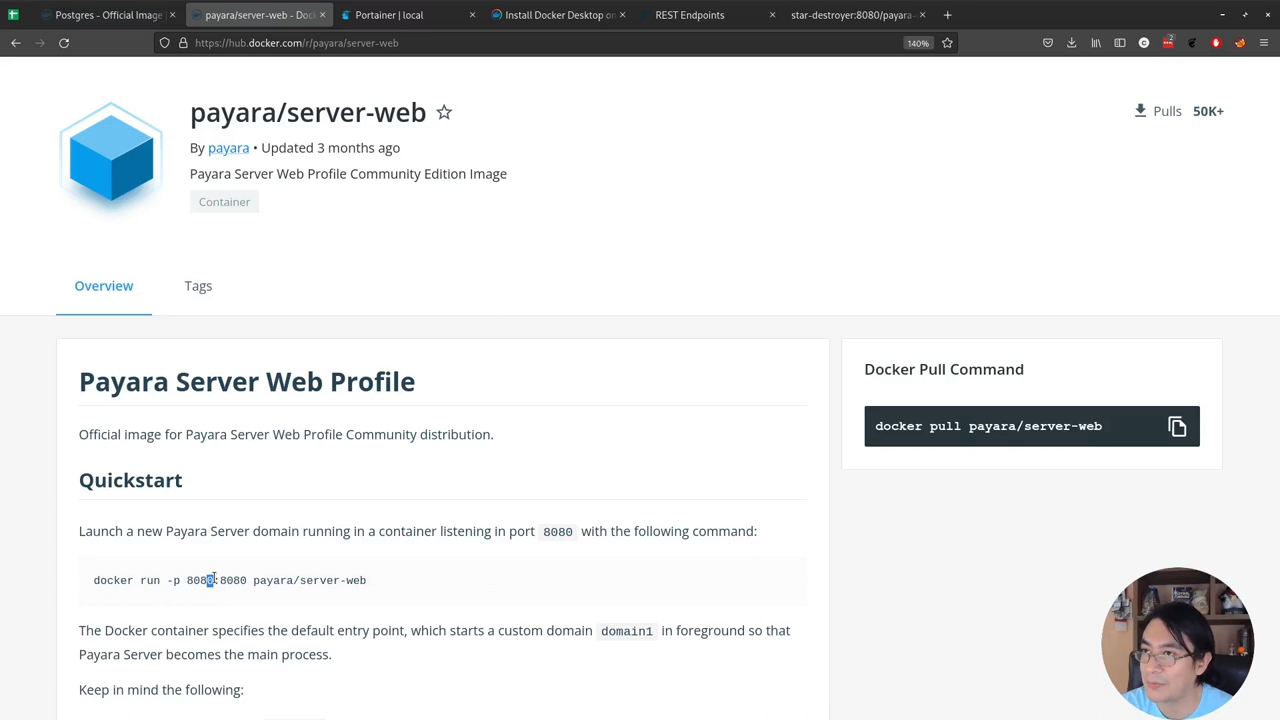 Postgres - Official Image
payara/server-web - Doc
Portainer | local
Install Docker Desktop on
REST Endpoints
star-destroyer:8080/payara-
https://hub.docker.com/r/payara/server-web
140%
2
payara/server-web
Pulls 50K+
By payara • Updated 3 months ago
Payara Server Web Profile Community Edition Image
Container
Overview
Tags
Payara Server Web Profile
Official image for Payara Server Web Profile Community distribution.
Quickstart
Launch a new Payara Server domain running in a container listening in port 8080 with the following command:
docker run -p 8080:8080 payara/server-web
The Docker container specifies the default entry point, which starts a custom domain domain1 in foreground so that
Payara Server becomes the main process.
Keep in mind the following:
Docker Pull Command
docker pull payara/server-web